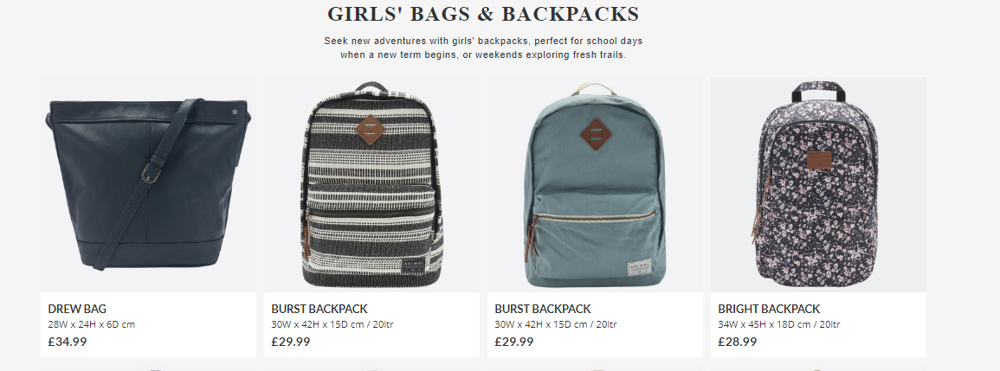 GIRLS' BAGS & BACKPACKS
Seek new adventures with girls' backpacks, perfect for school days
when a new term begins, or weekends exploring fresh trails.
ANIMAL
ANIMAL
DREW BAG
28W x 24H x 6D cm
£34.99
BURST BACKPACK
30W x 42H x 15D cm / 20ltr
£29.99
BURST BACKPACK
30W x 42H x 15D cm / 20ltr
£29.99
BRIGHT BACKPACK
34W x 45H x 18D cm / 20ltr
£28.99